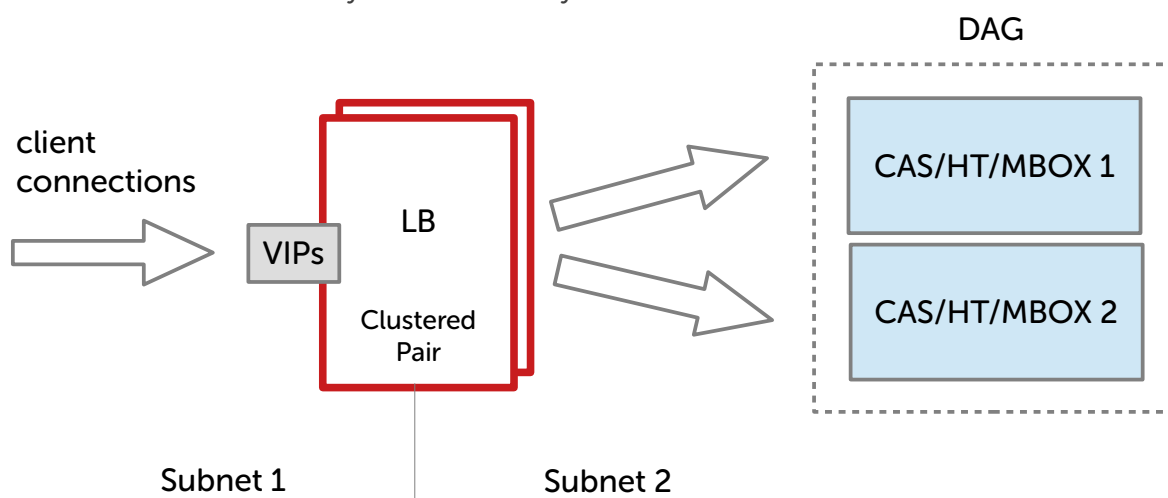 DAG
client
connections
VIPs
LB
Clustered
Pair
CAS/HT/MBOX 1
CAS/HT/MBOX 2
Subnet 1
Subnet 2